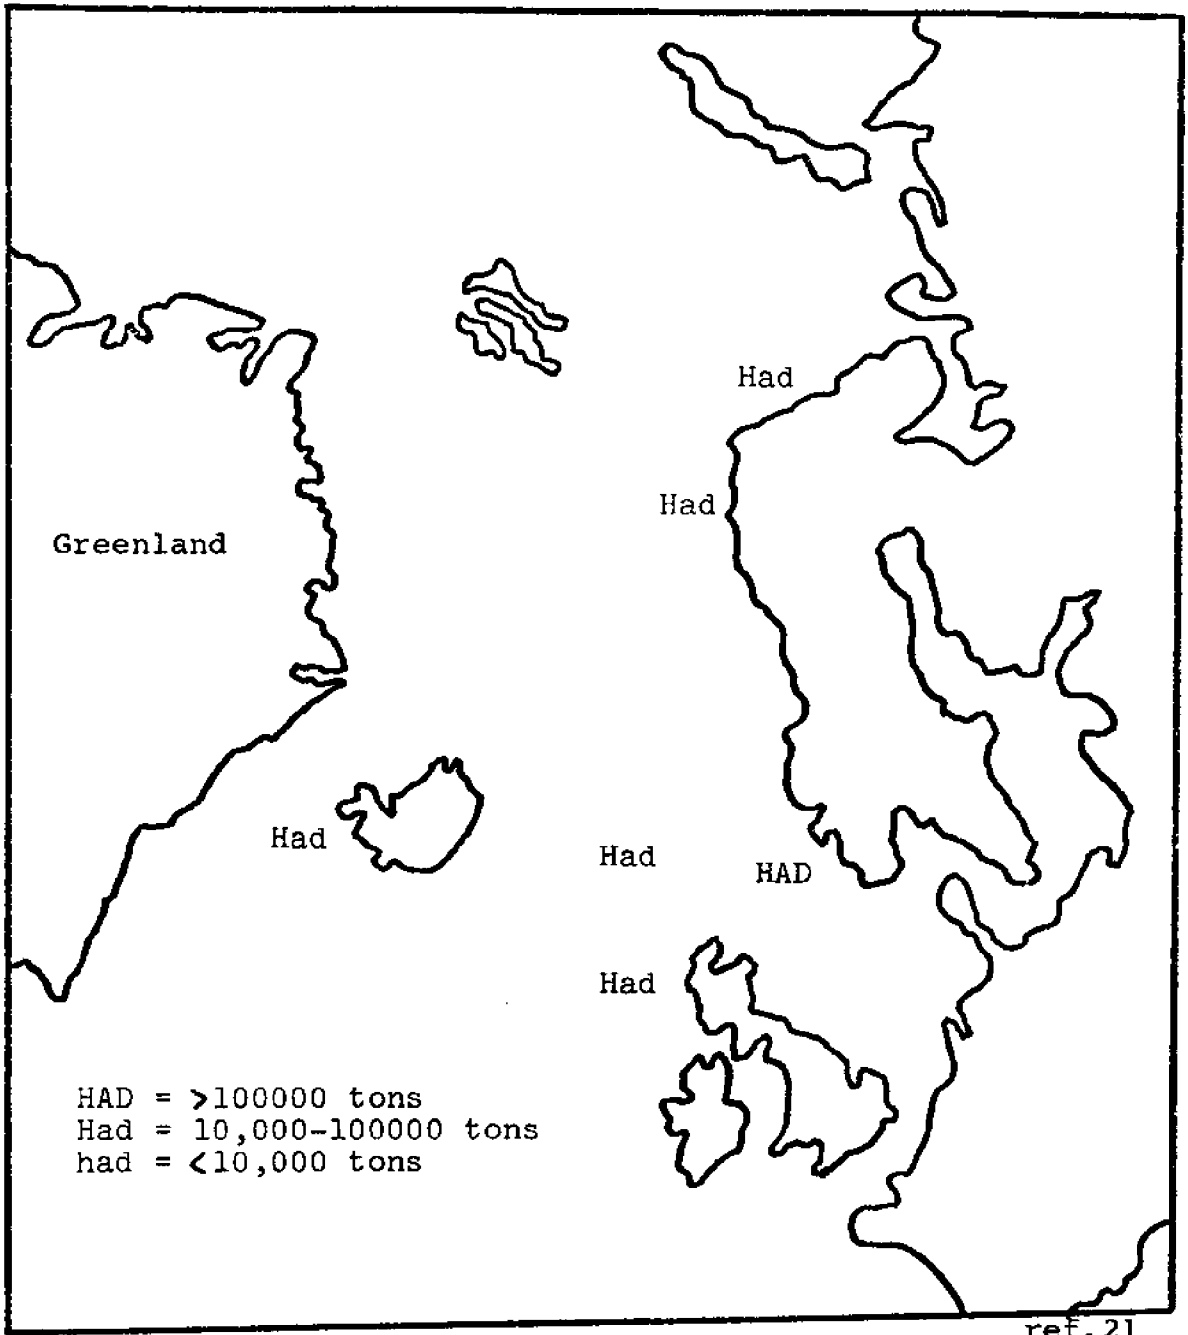 Had
Had
Greenland
Had
Had
HAD
Had
HAD = >100000 tons
Had = 10,000-100000 tons
had = <10,000 tons
ref.21